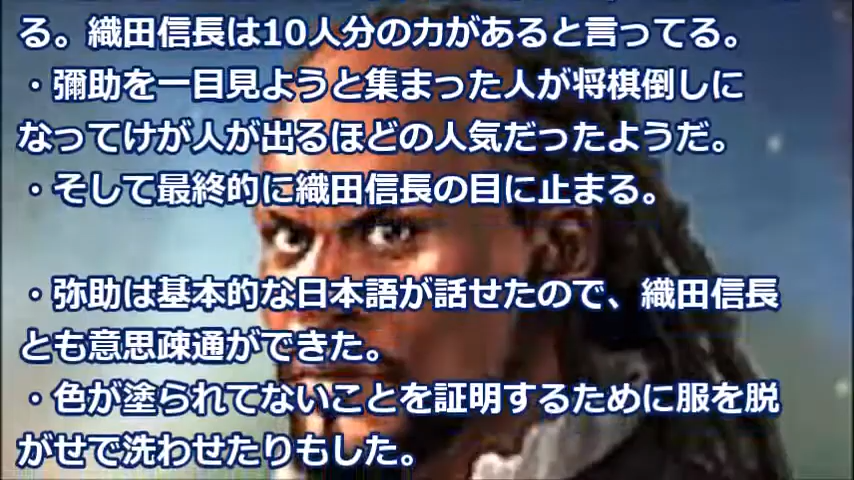 る。織田信長は10人分の力があると言ってる。
・彌助を一目見ようと集まった人が将棋倒しに
なってけが人が出るほどの人気だったようだ。
・そして最終的に織田信長の目に止まる。
・弥助は基本的な日本語が話せたので、織田信長
とも意思疎通ができた。
・色が塗られてないことを証明するために服を脱
がせで洗わせたりもした。